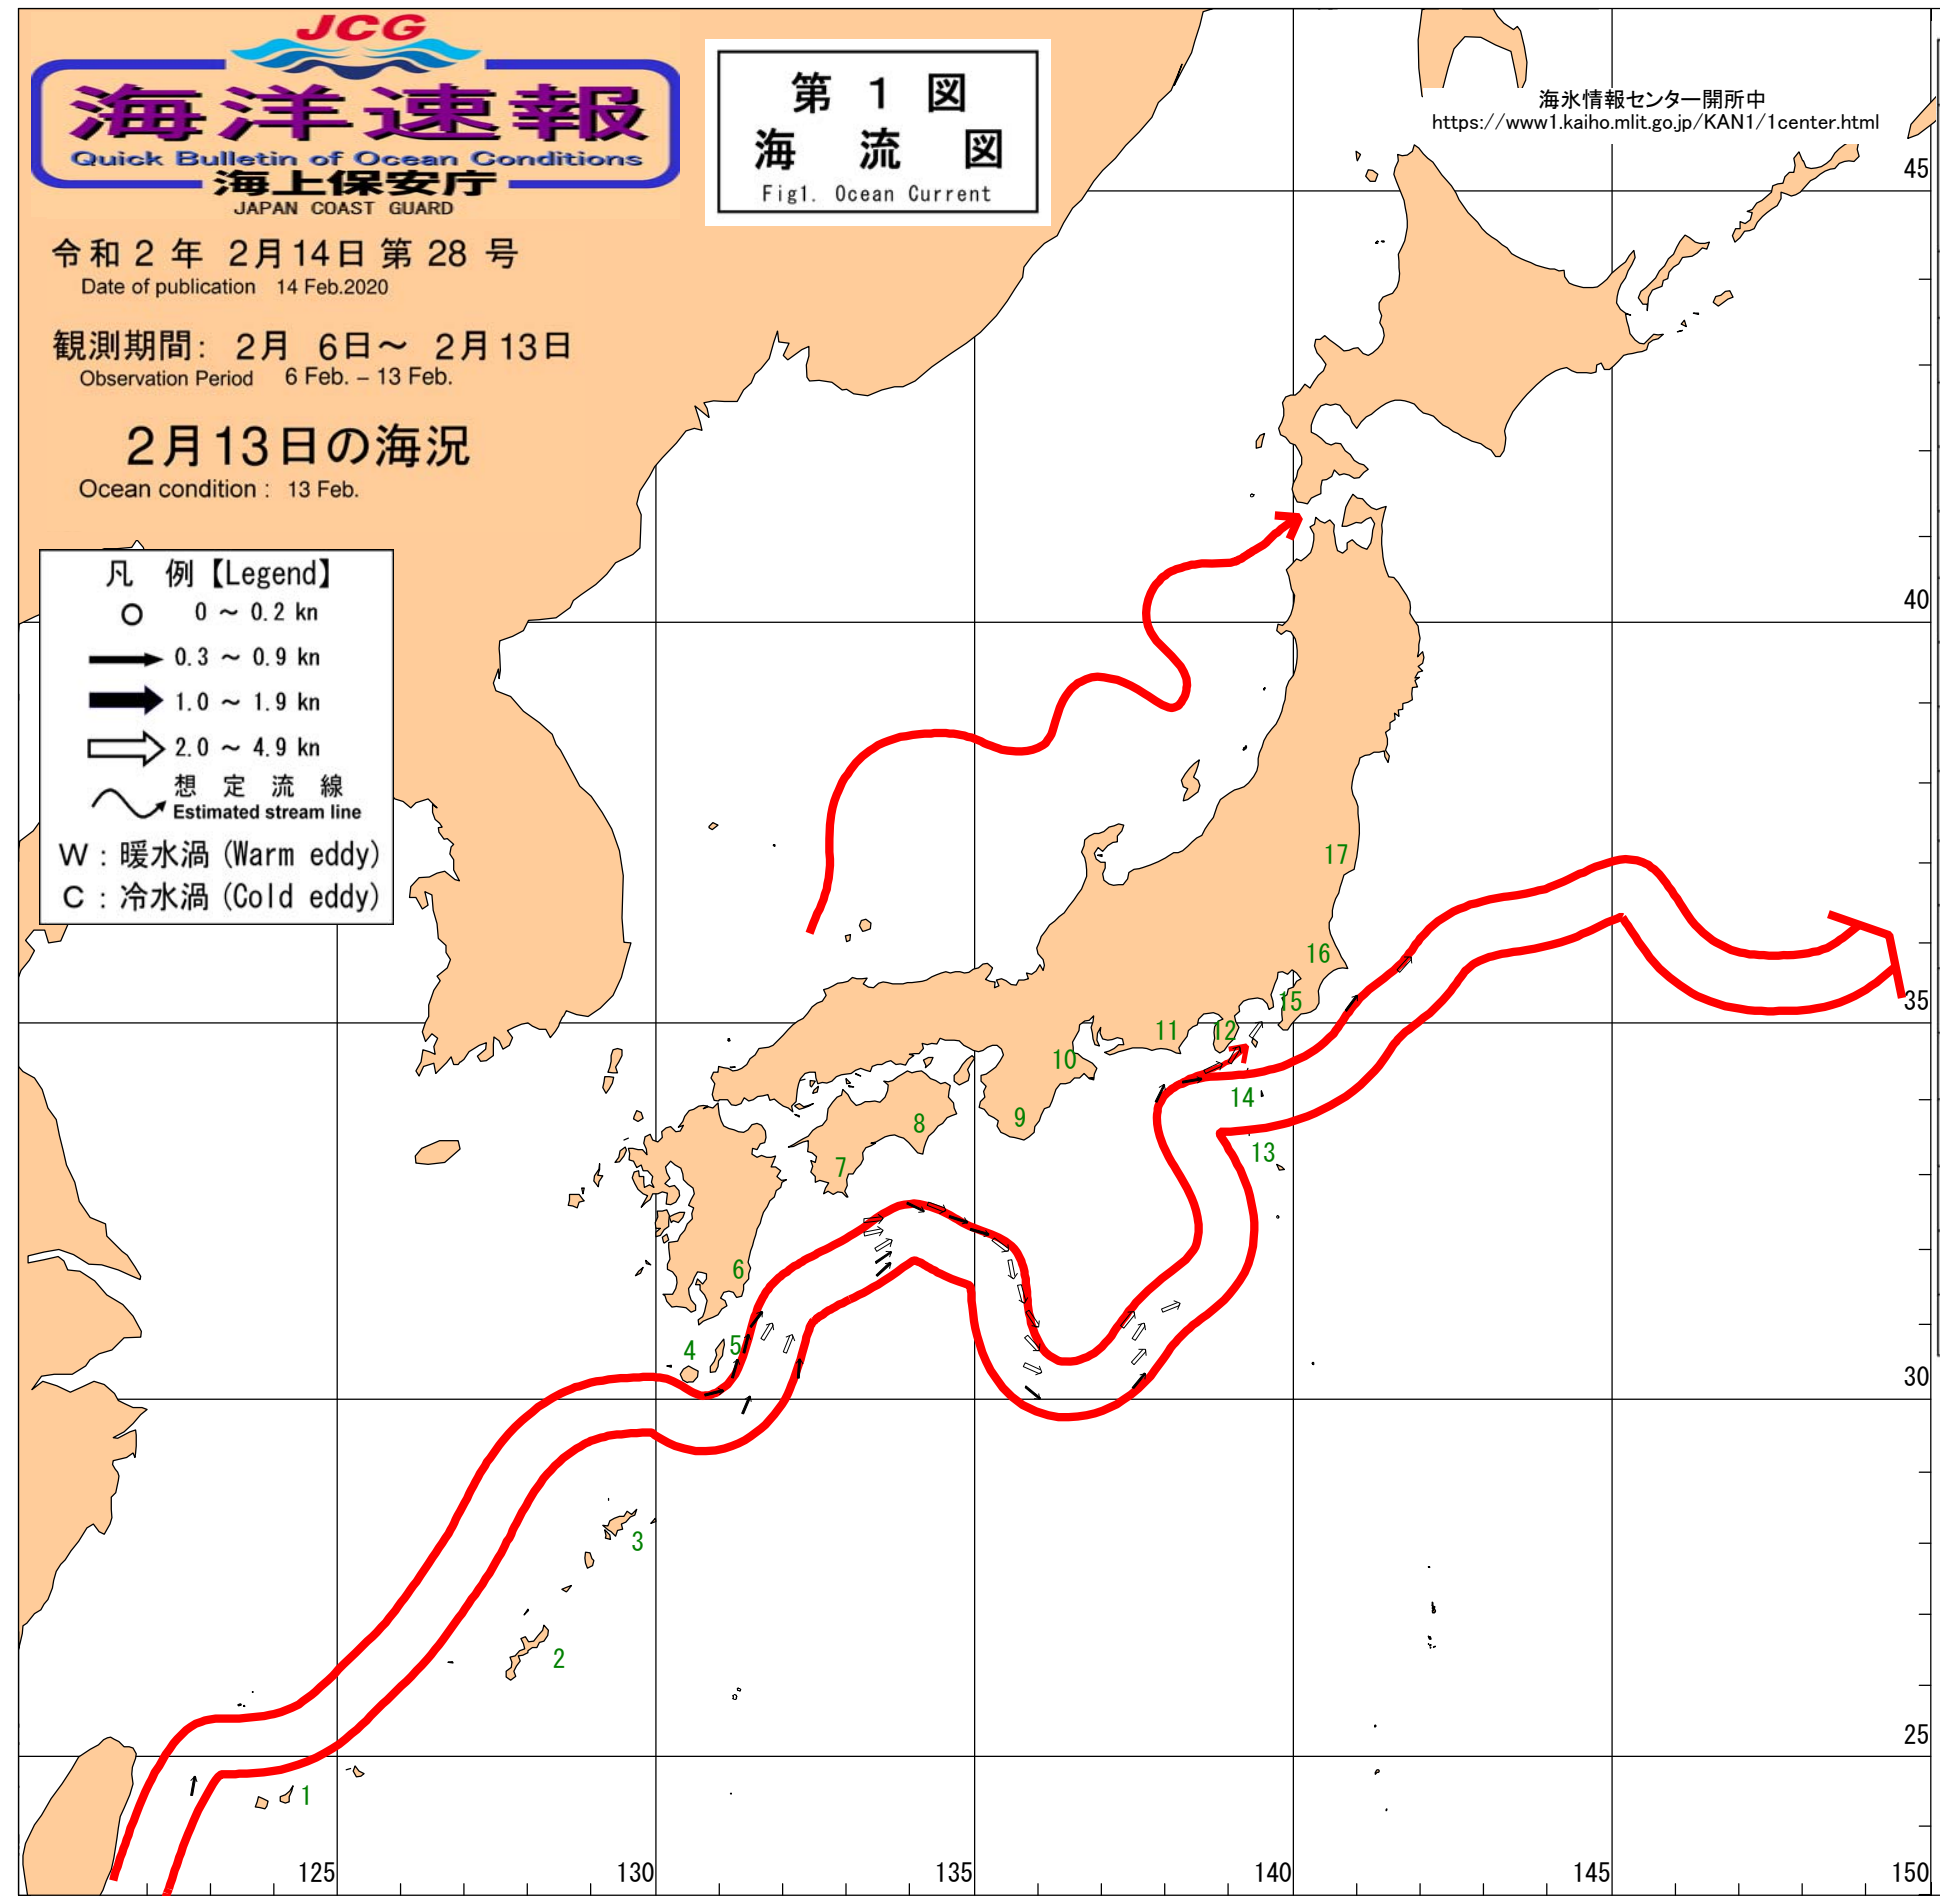 JCG
海洋速報
Quick Bulletin of Ocean Conditions
海上保安庁
JAPAN COAST GUARD
第 1 図
海 流 図
Fig1. Ocean Current
海氷情報センター開所中
https://www1.kaiho.mlit.go.jp/KAN1/1center.html
令和 2 年 2月14日 第 28 号
Date of publication 14 Feb.2020
観測期間: 2月 6日～ 2月13日
Observation Period 6 Feb. – 13 Feb.
2月13日の海況
Ocean condition : 13 Feb.
凡 例【Legend】
0 ～ 0.2 kn
0.3 ～ 0.9 kn
1.0 ～ 1.9 kn
2.0 ～ 4.9 kn
想 定 流 線
Estimated stream line
W : 暖水渦 (Warm eddy)
C : 冷水渦 (Cold eddy)
45
40
17
16
35
15
12
11
10
14
9
8
13
7
6
5
4
30
3
2
25
1
125
130
135
140
145
150